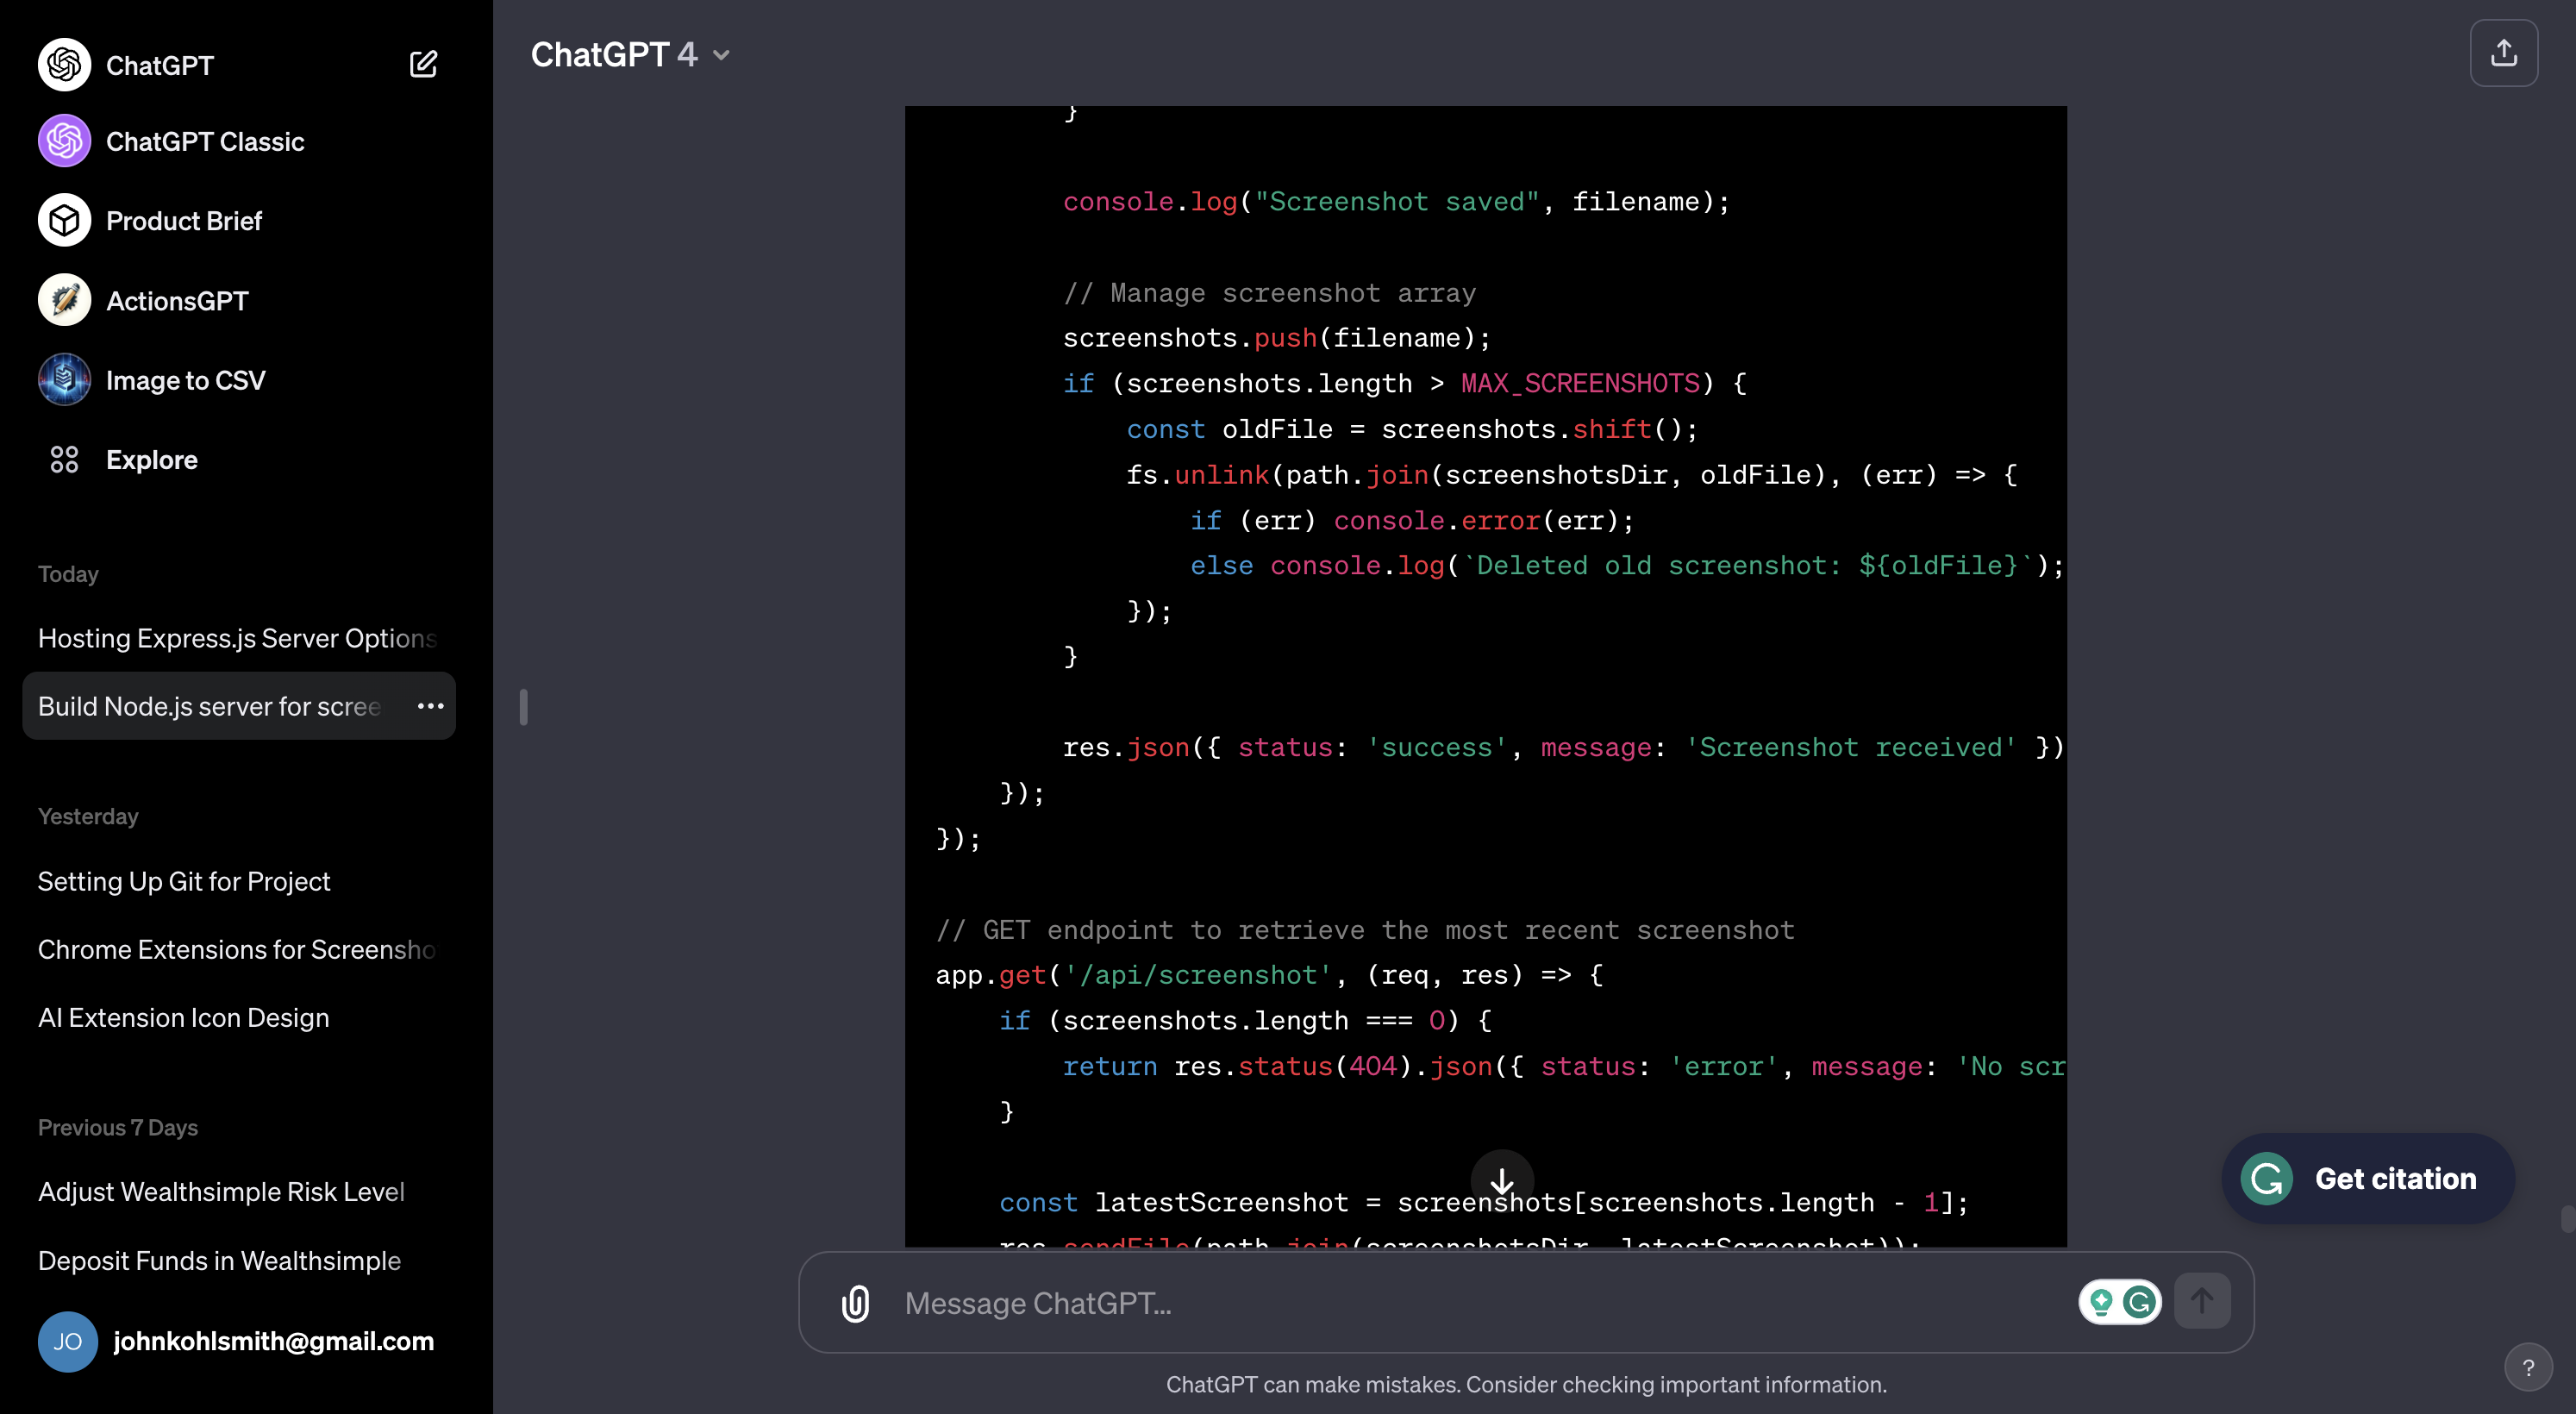 ChatGPT
ChatGPT Classic
Product Brief
ActionsGPT
Image to CSV
Explore
Today
Hosting Express.js Server Options
Build Node.js server for scree
Yesterday
Setting Up Git for Project
Chrome Extensions for Screensho
AI Extension Icon Design
Previous 7 Days
Adjust Wealthsimple Risk Level
Deposit Funds in Wealthsimple
JO
johnkohlsmith@gmail.com
ChatGPT 4
}
console.log("Screenshot saved", filename);
// Manage screenshot array
screenshots.push(filename);
if (screenshots.length > MAX_SCREENSHOTS) {
const oldFile = screenshots.shift();
fs.unlink(path.join(screenshotsDir, oldFile), (err) => {
if (err) console.error(err);
else console.log(`Deleted old screenshot: ${oldFile}`);
});
}
res.json({ status: 'success', message: 'Screenshot received' })
});
});
// GET endpoint to retrieve the most recent screenshot
app.get('/api/screenshot', (req, res) => {
if (screenshots.length === 0) {
return res.status(404).json({ status: 'error', message: 'No scr
}
const latestScreenshot = screenshots[screenshots.length - 1];
res.sendFile(path.join(screenshotsDir, latestScreenshot));
Get citation
Message ChatGPT...
ChatGPT can make mistakes. Consider checking important information.
?